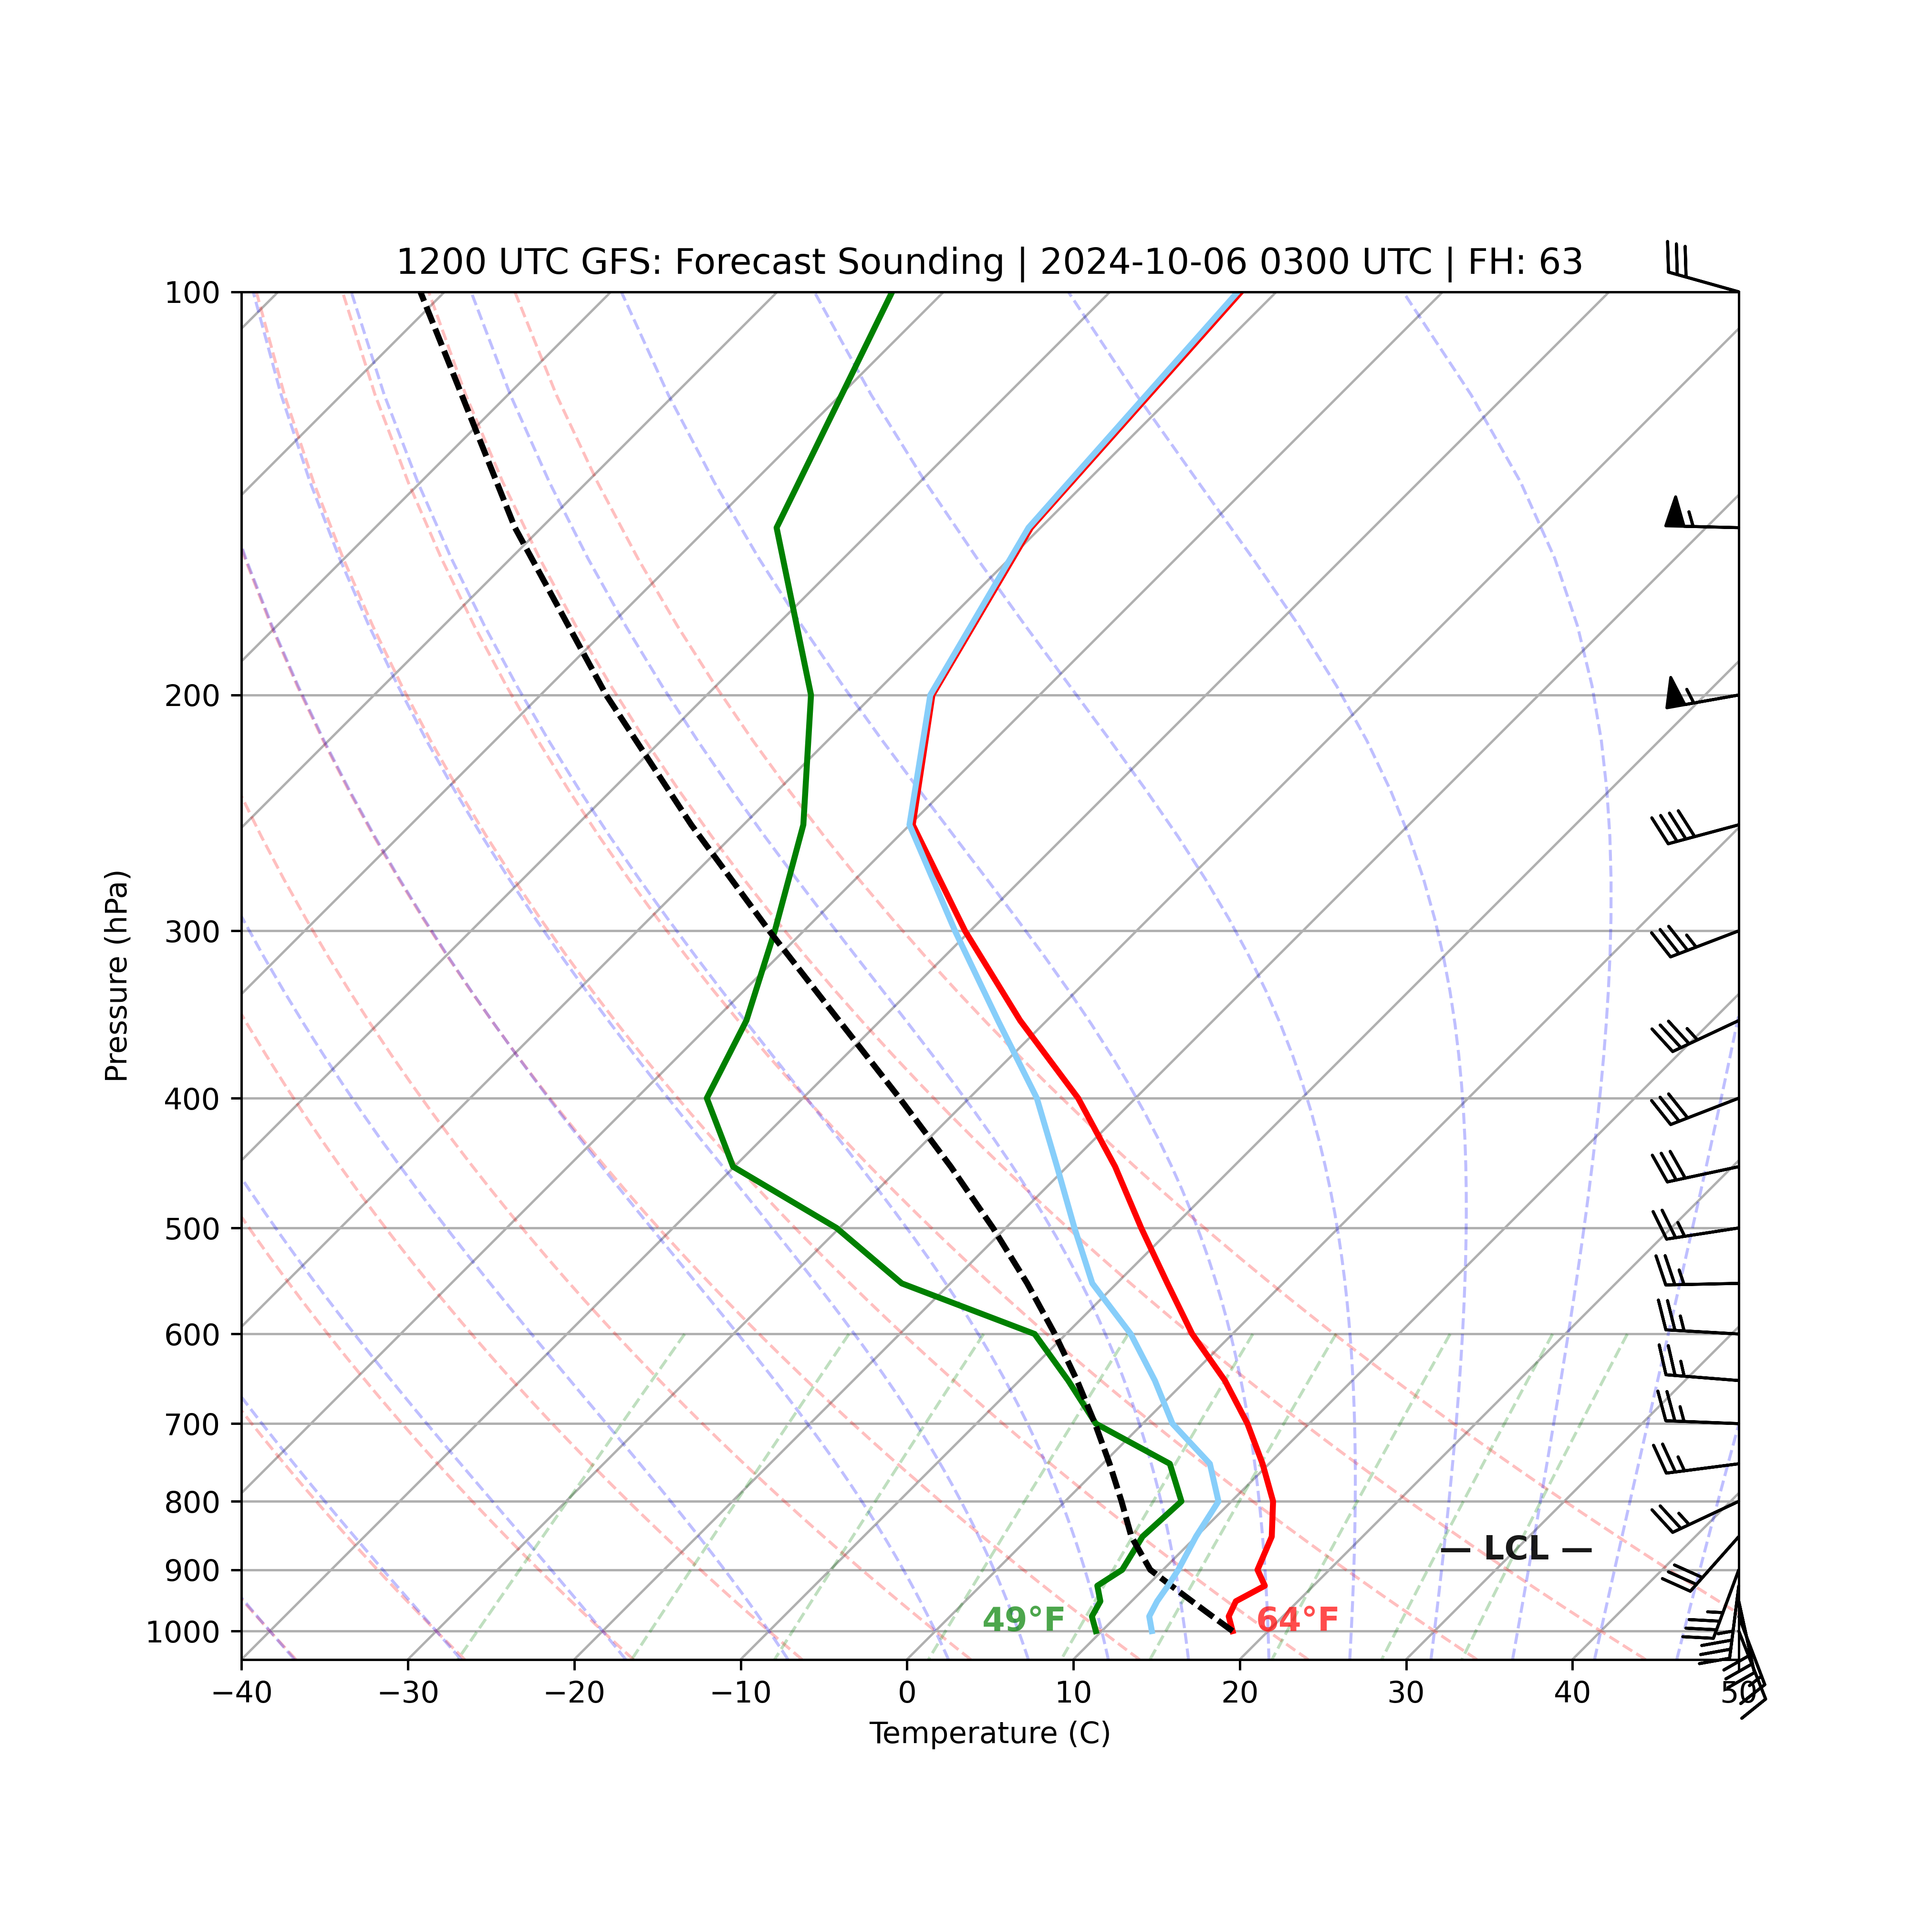 1200 UTC GFS: Forecast Sounding | 2024-10-06 0300 UTC | FH: 63
100
200
300
400
500
600
700
800
900
1000
Pressure (hPa)
— LCL —
49°F 64°F
−40 −30 −20 −10 0 10 20 30 40 50
Temperature (C)